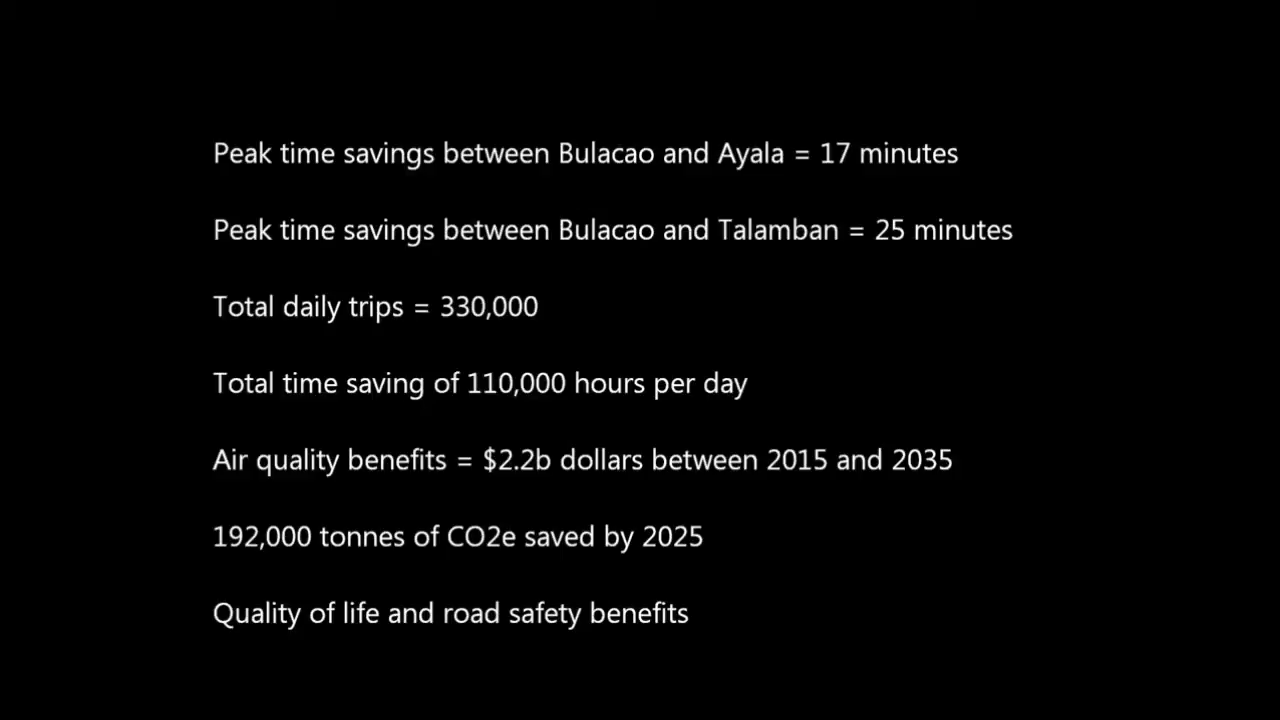 Peak time savings between Bulacao and Ayala = 17 minutes
Peak time savings between Bulacao and Talamban = 25 minutes
Total daily trips = 330,000
Total time saving of 110,000 hours per day
Air quality benefits = $2.2b dollars between 2015 and 2035
192,000 tonnes of CO2e saved by 2025
Quality of life and road safety benefits